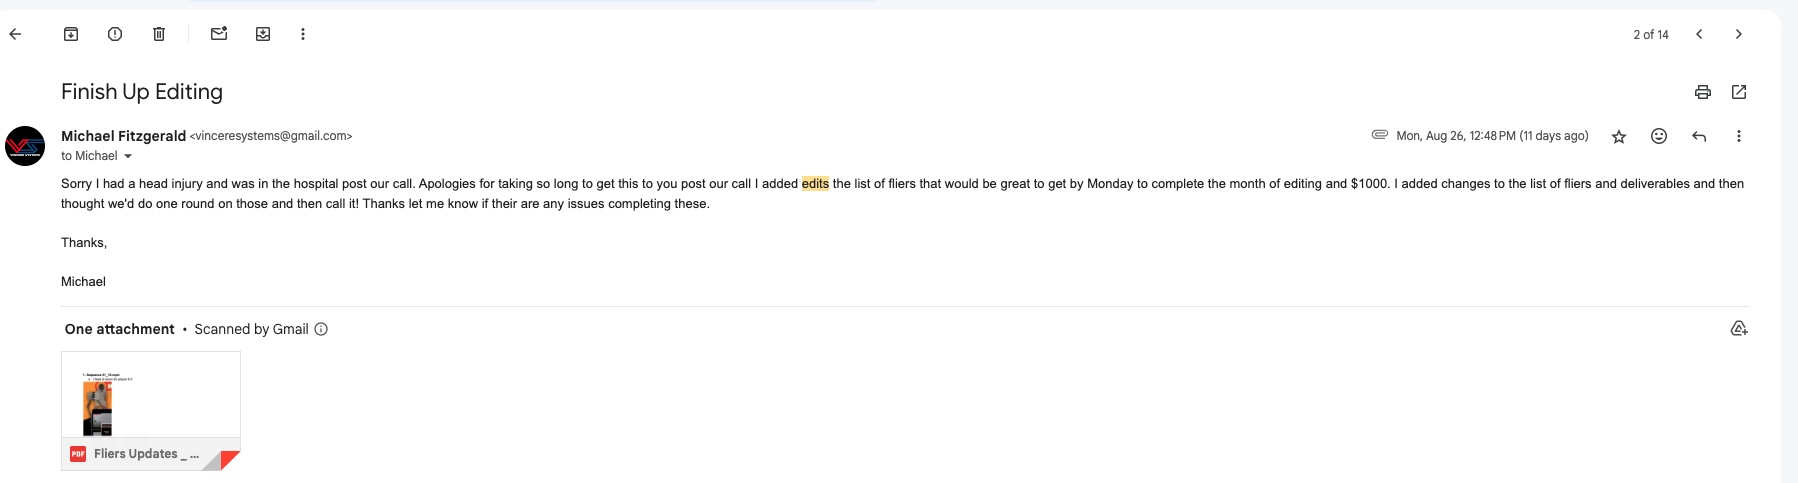 2 of 14
Finish Up Editing
Michael Fitzgerald <vinceresystems@gmail.com>
Mon, Aug 26, 12:48 PM (11 days ago)
to Michael
Sorry I had a head injury and was in the hospital post our call. Apologies for taking so long to get this to you post our call I added edits the list of fliers that would be great to get by Monday to complete the month of editing and $1000. I added changes to the list of fliers and deliverables and then
thought we'd do one round on those and then call it! Thanks let me know if their are any issues completing these.
Thanks,
Michael
One attachment • Scanned by Gmail
PDF Fliers Updates _ ...